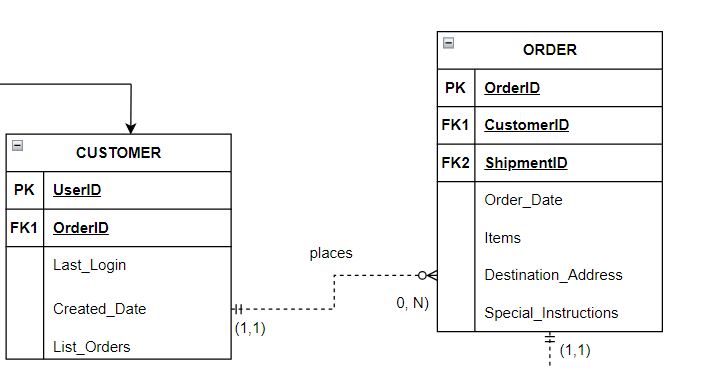 ORDER
PK OrderID
FK1 CustomerID
FK2 ShipmentID
Order_Date
Items
Destination_Address
Special_Instructions
(1,1)
CUSTOMER
PK UserID
FK1 OrderID
Last_Login
Created_Date
List_Orders
places
0, N)
(1,1)